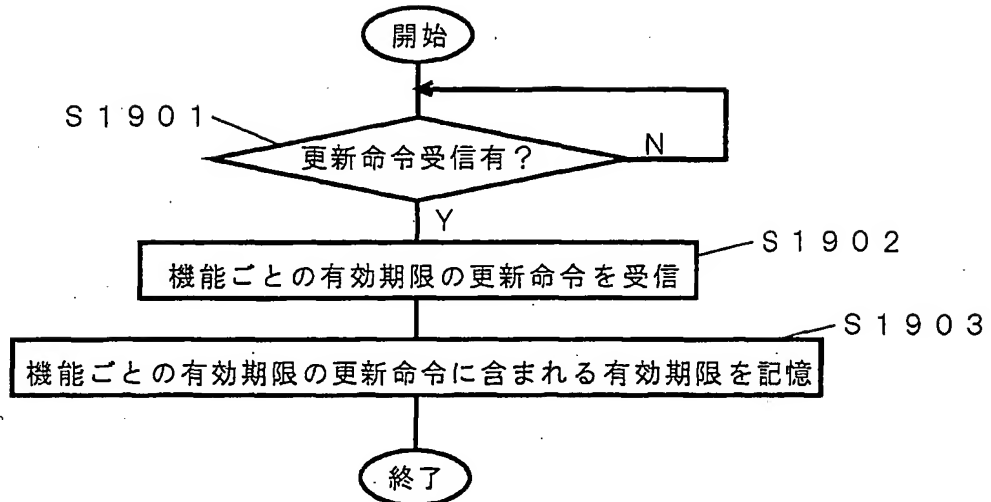 開始
S1901
更新命令受信有?
N
Y
S1902
機能ごとの有効期限の更新命令を受信
S1903
機能ごとの有効期限の更新命令に含まれる有効期限を記憶
終了